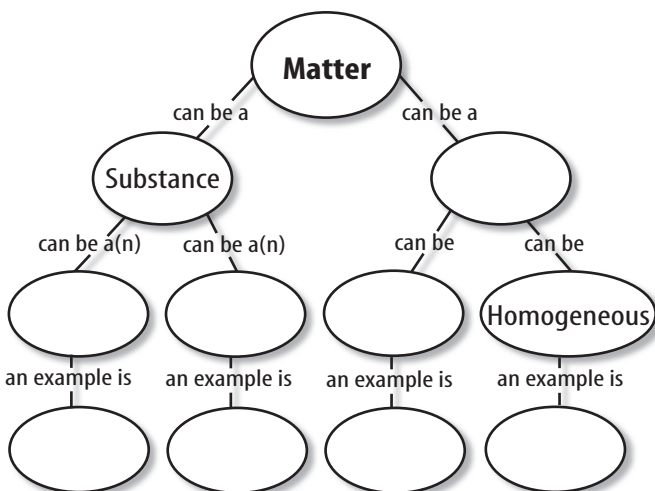 Matter
can be a can be a
Substance
can be a(n) can be a(n) can be can be
Homogeneous
an example is an example is an example is an example is